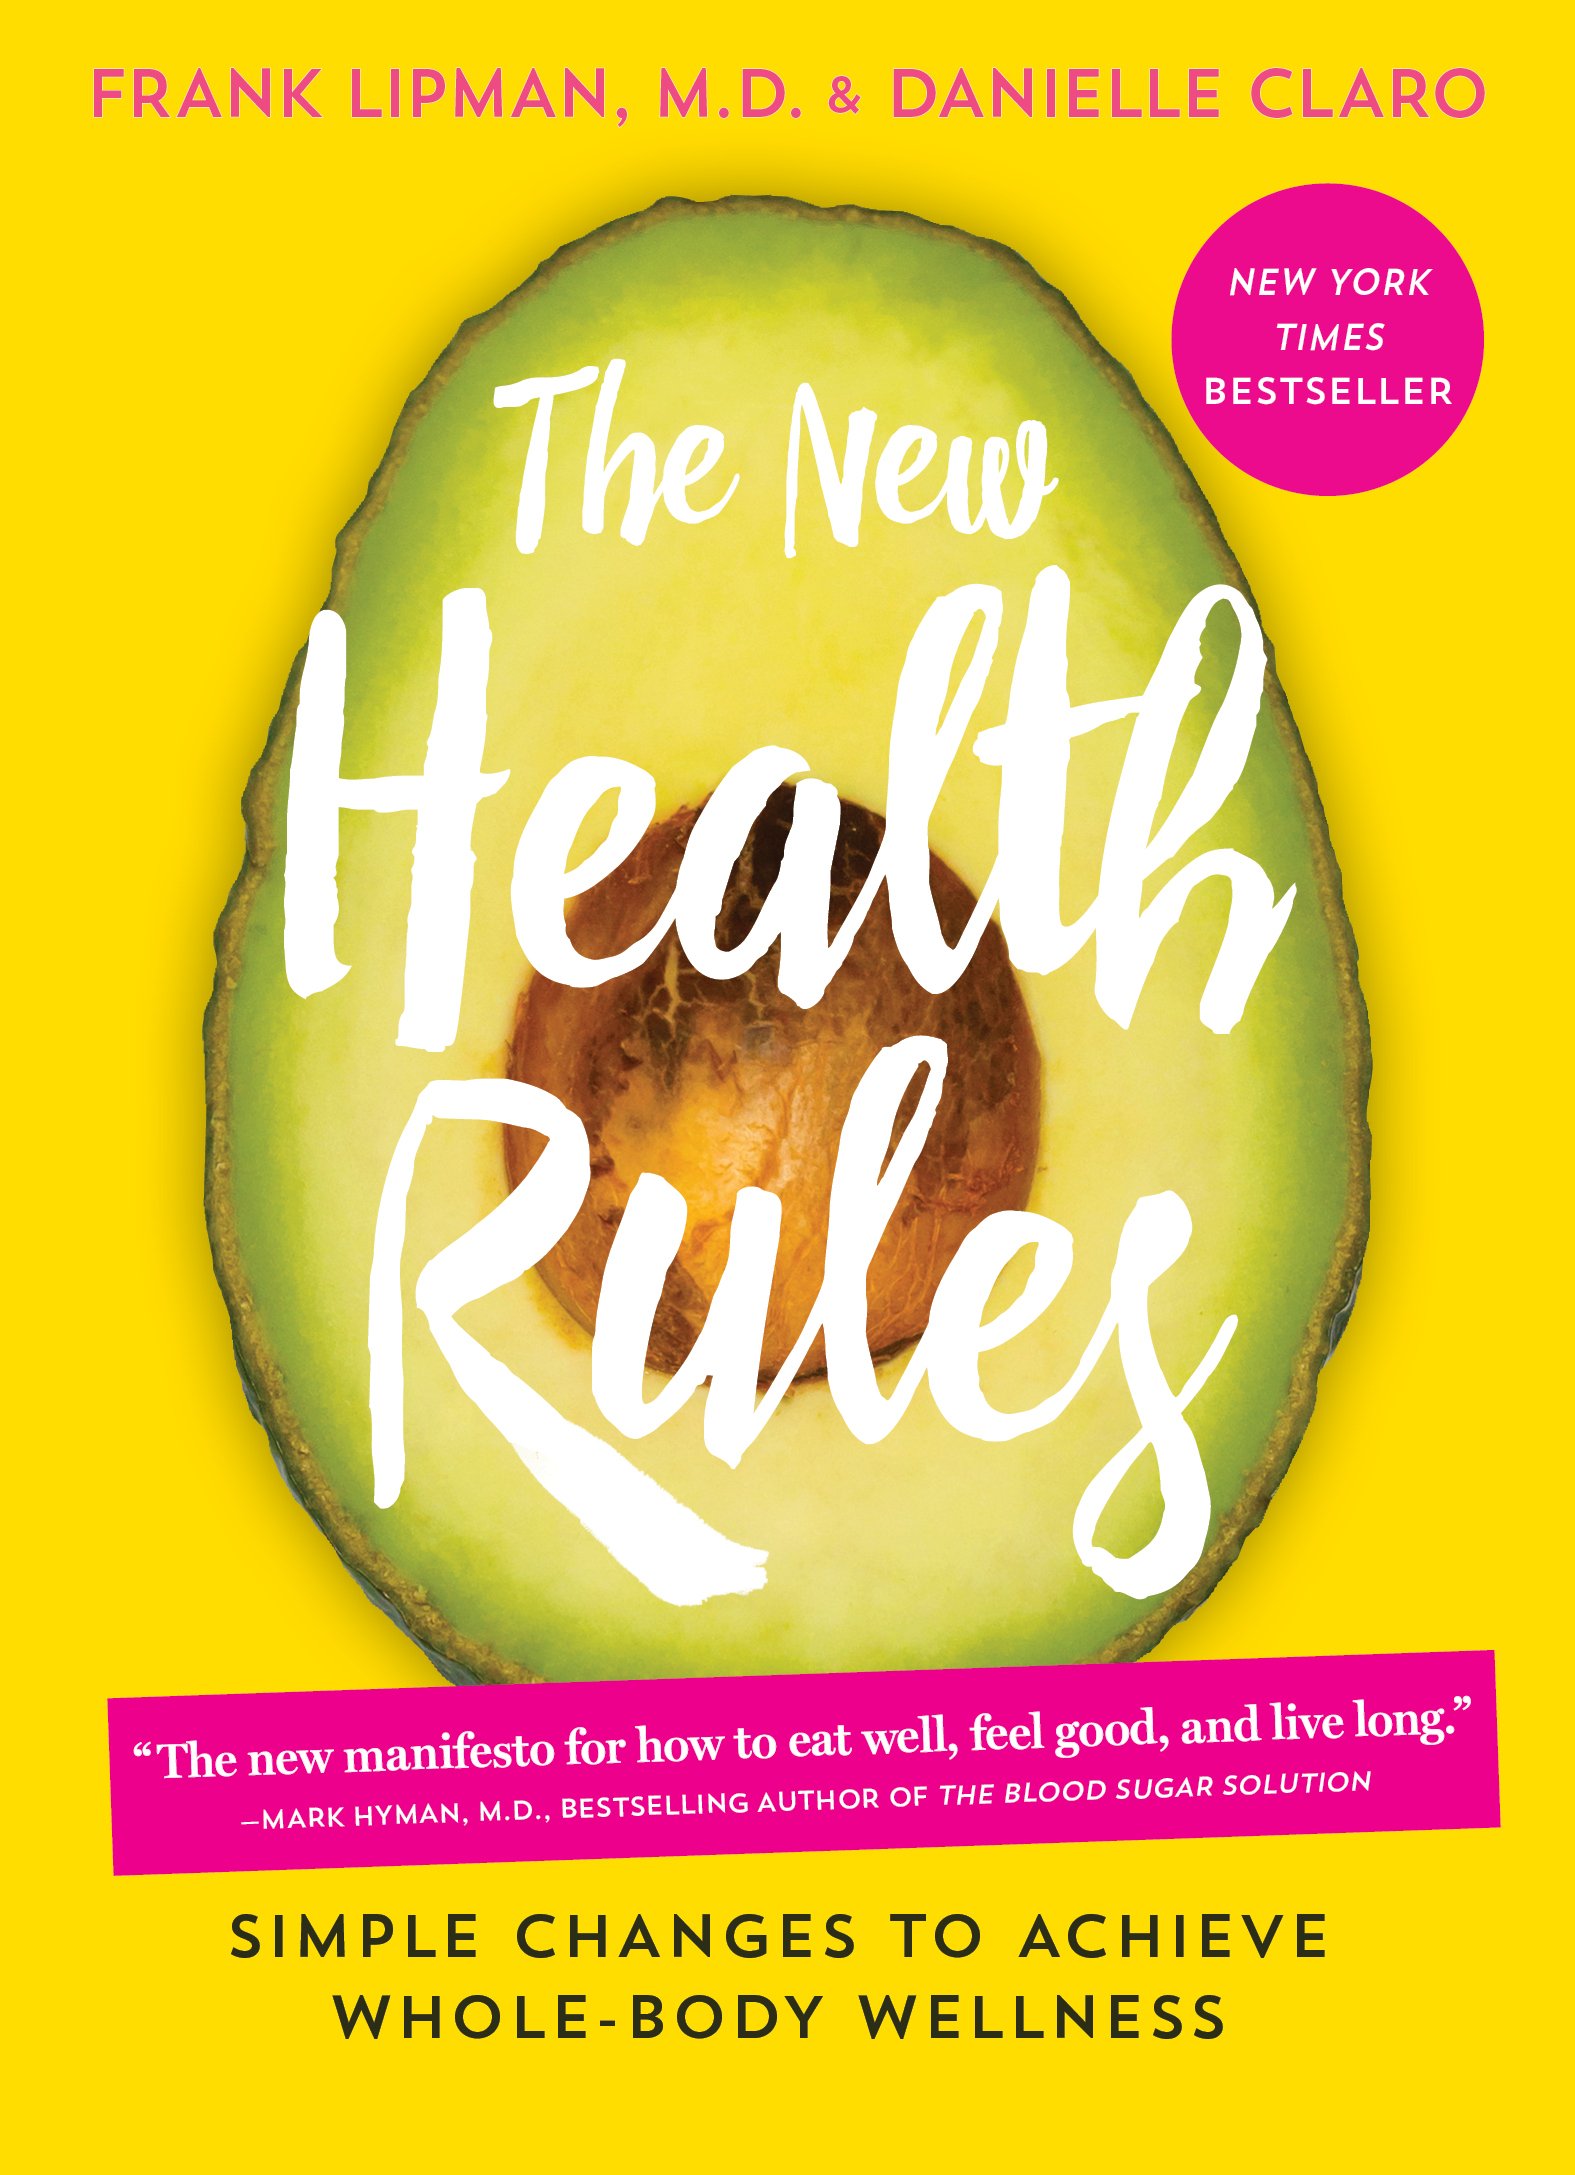 FRANK LIPMAN, M.D. & DANIELLE CLARO
NEW YORK
TIMES
BESTSELLER
The New
Health
Rules
“The new manifesto for how to eat well, feel good, and live long.”
—MARK HYMAN, M.D., BESTSELLING AUTHOR OF THE BLOOD SUGAR SOLUTION
SIMPLE CHANGES TO ACHIEVE
WHOLE-BODY WELLNESS